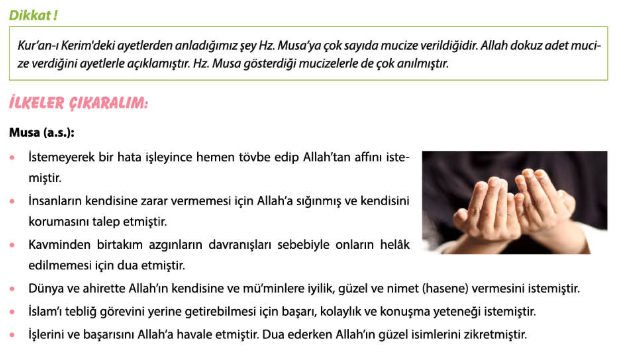 Dikkat !
Kur’an-ı Kerim'deki ayetlerden anladığımız şey Hz. Musa’ya çok sayıda mucize verildiğidir. Allah dokuz adet muci-
ze verdiğini ayetlerle açıklamıştır. Hz. Musa gösterdiği mucizelerle de çok anılmıştır.
İLKELER ÇIKARALIM:
Musa (a.s.):
• İstemeyerek bir hata işleyince hemen tövbe edip Allah’tan affını iste-
miştir.
• İnsanların kendisine zarar vermemesi için Allah’a sığınmış ve kendisini
korumasını talep etmiştir.
• Kavminden birtakım azgınların davranışları sebebiyle onların helâk
edilmemesi için dua etmiştir.
• Dünya ve ahirette Allah’ın kendisine ve mü’minlere iyilik, güzel ve nimet (hasene) vermesini istemiştir.
• İslam’ı tebliğ görevini yerine getirebilmesi için başarı, kolaylık ve konuşma yeteneği istemiştir.
• İşlerini ve başarısını Allah’a havale etmiştir. Dua ederken Allah’ın güzel isimlerini zikretmiştir.